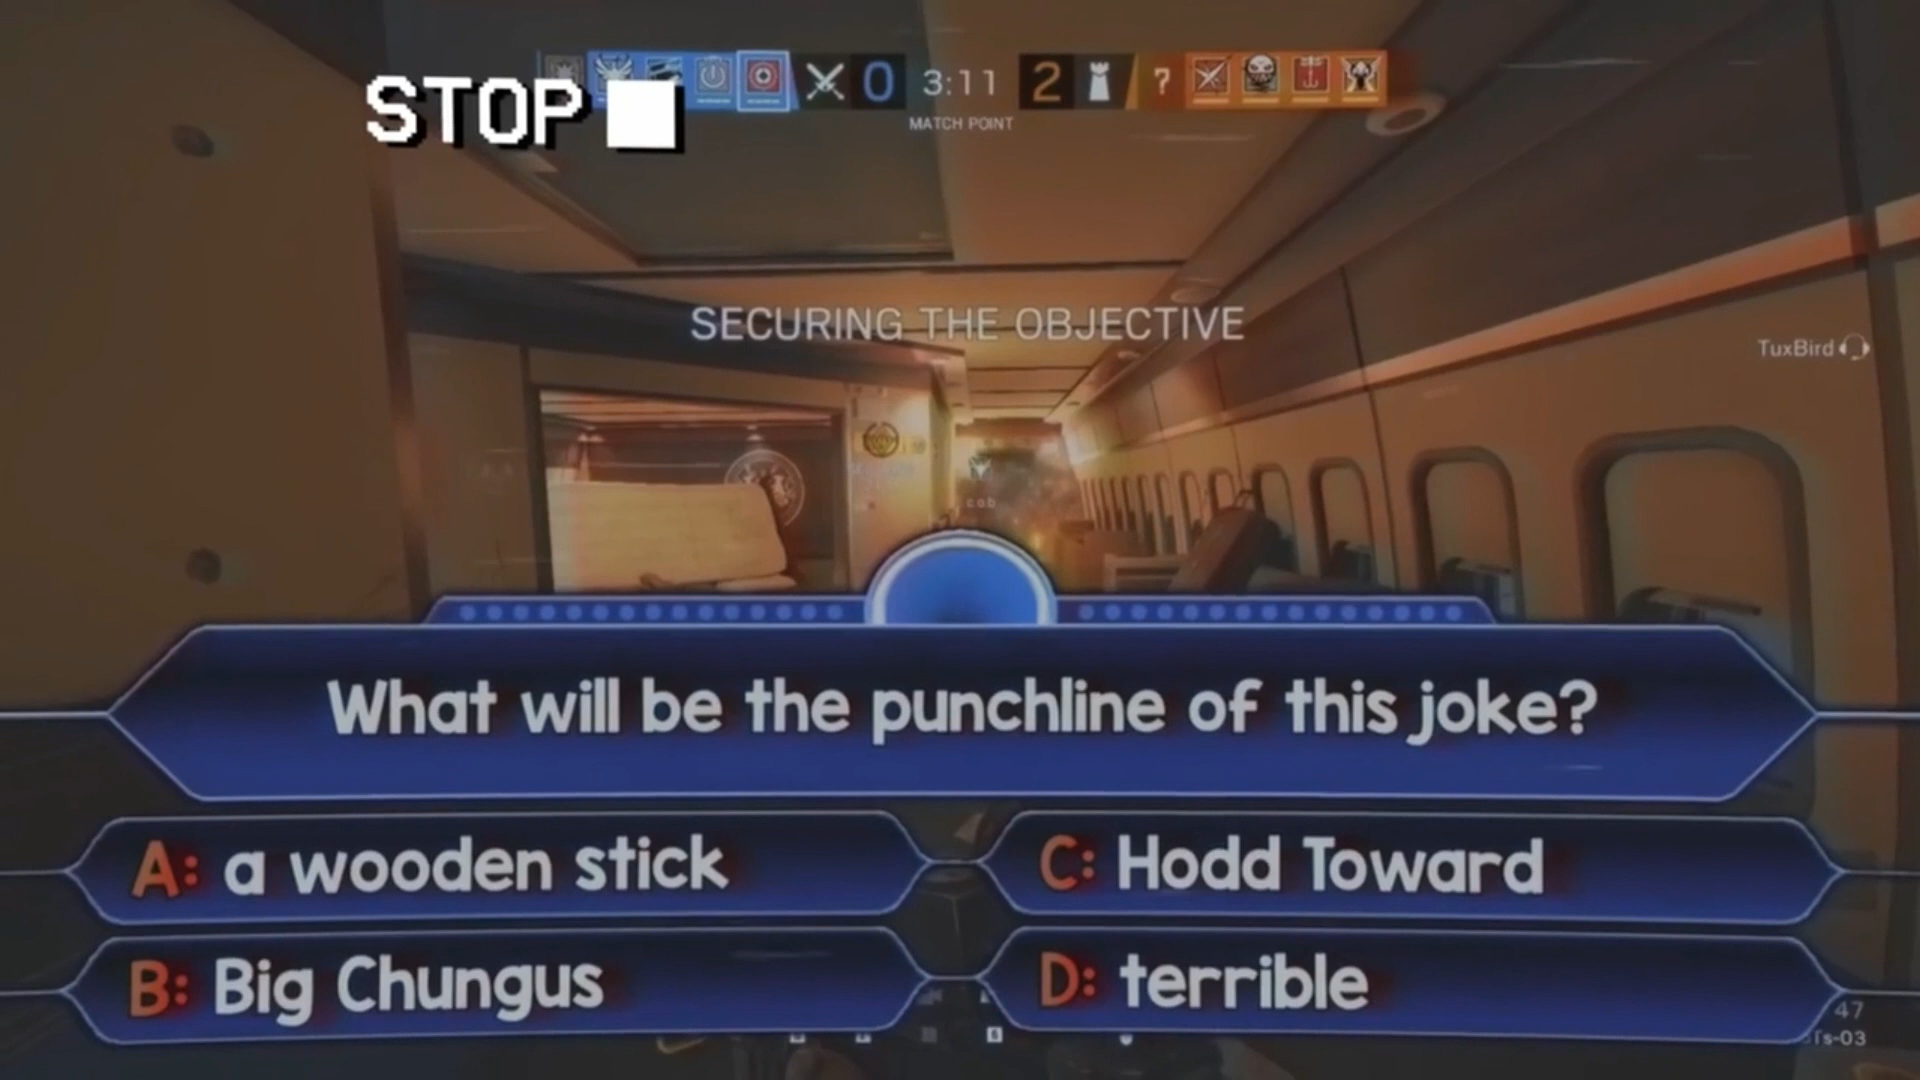 STOP
0 3:11 2 ?
MATCH POINT
SECURING THE OBJECTIVE
TuxBird
What will be the punchline of this joke?
A: a wooden stick
C: Hodd Toward
B: Big Chungus
D: terrible
47